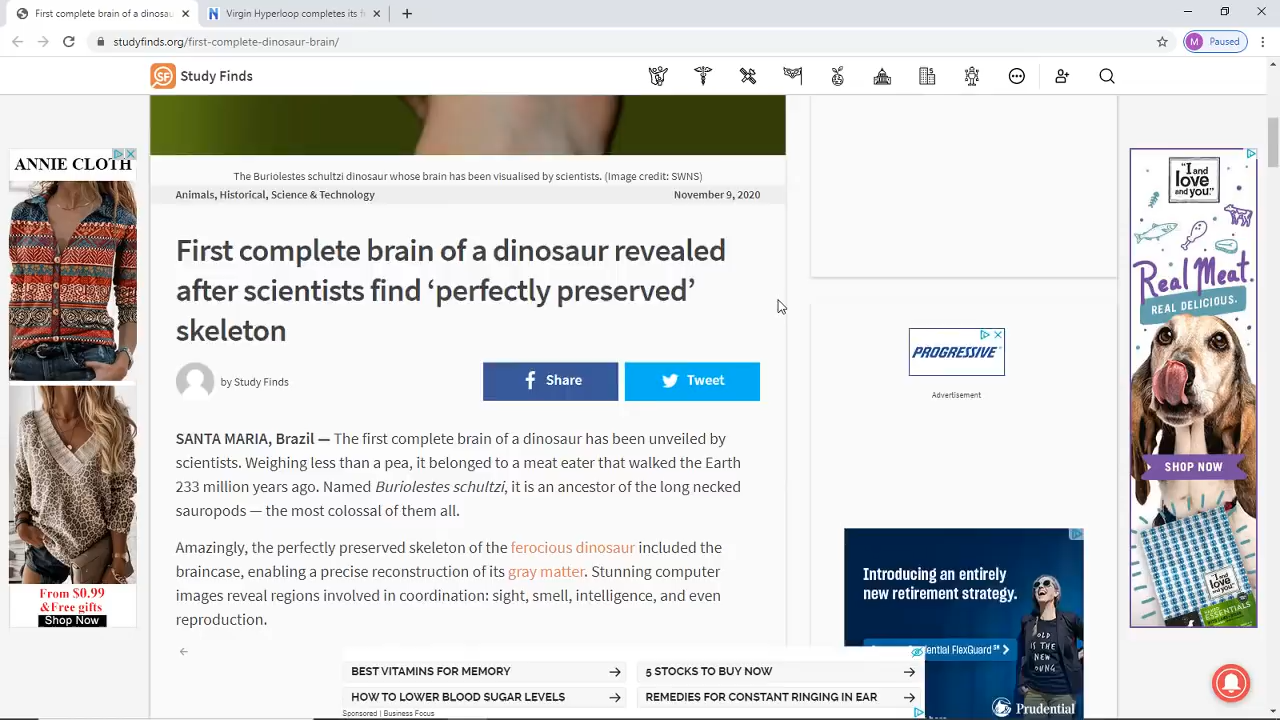 First complete brain of a dinosau
Virgin Hyperloop completes its fi
studyfinds.org/first-complete-dinosaur-brain/
M Paused
SF Study Finds
The Buriolestes schultzi dinosaur whose brain has been visualised by scientists. (Image credit: SWNS)
Animals, Historical, Science & Technology
November 9, 2020
First complete brain of a dinosaur revealed
after scientists find ‘perfectly preserved’
skeleton
by Study Finds
Share
Tweet
SANTA MARIA, Brazil — The first complete brain of a dinosaur has been unveiled by
scientists. Weighing less than a pea, it belonged to a meat eater that walked the Earth
233 million years ago. Named Buriolestes schultzi, it is an ancestor of the long necked
sauropods — the most colossal of them all.
Amazingly, the perfectly preserved skeleton of the ferocious dinosaur included the
braincase, enabling a precise reconstruction of its gray matter. Stunning computer
images reveal regions involved in coordination: sight, smell, intelligence, and even
reproduction.
BEST VITAMINS FOR MEMORY
5 STOCKS TO BUY NOW
HOW TO LOWER BLOOD SUGAR LEVELS
REMEDIES FOR CONSTANT RINGING IN EAR
Sponsored | Business Focus
ANNIE CLOTH
From $0.99
&Free gifts
Shop Now
PROGRESSIVE
Advertisement
Introducing an entirely
new retirement strategy.
FlexGuard
OLD IS
THE NEW
Prudential
"I and
love
and you"
Real Meat.
REAL DELICIOUS.
SHOP NOW